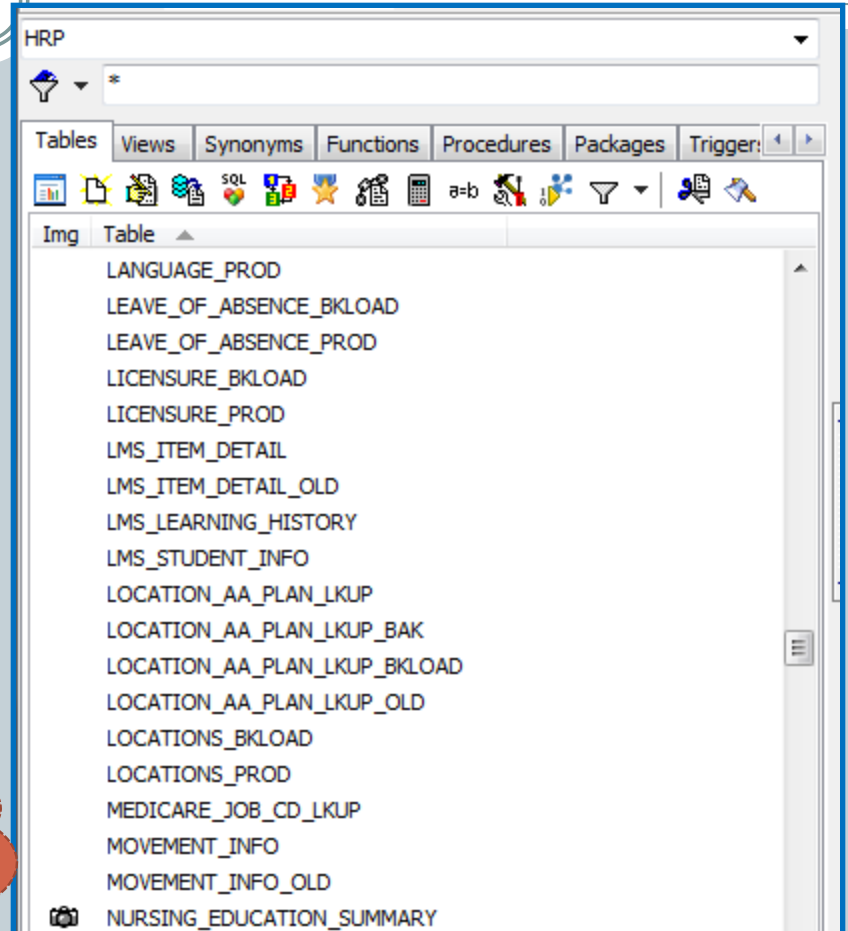 HRP
*
Tables Views Synonyms Functions Procedures Packages Trigger
SQL a=b
Img Table
LANGUAGE_PROD
LEAVE_OF_ABSENCE_BKLOAD
LEAVE_OF_ABSENCE_PROD
LICENSURE_BKLOAD
LICENSURE_PROD
LMS_ITEM_DETAIL
LMS_ITEM_DETAIL_OLD
LMS_LEARNING_HISTORY
LMS_STUDENT_INFO
LOCATION_AA_PLAN_LKUP
LOCATION_AA_PLAN_LKUP_BAK
LOCATION_AA_PLAN_LKUP_BKLOAD
LOCATION_AA_PLAN_LKUP_OLD
LOCATIONS_BKLOAD
LOCATIONS_PROD
MEDICARE_JOB_CD_LKUP
MOVEMENT_INFO
MOVEMENT_INFO_OLD
NURSING_EDUCATION_SUMMARY